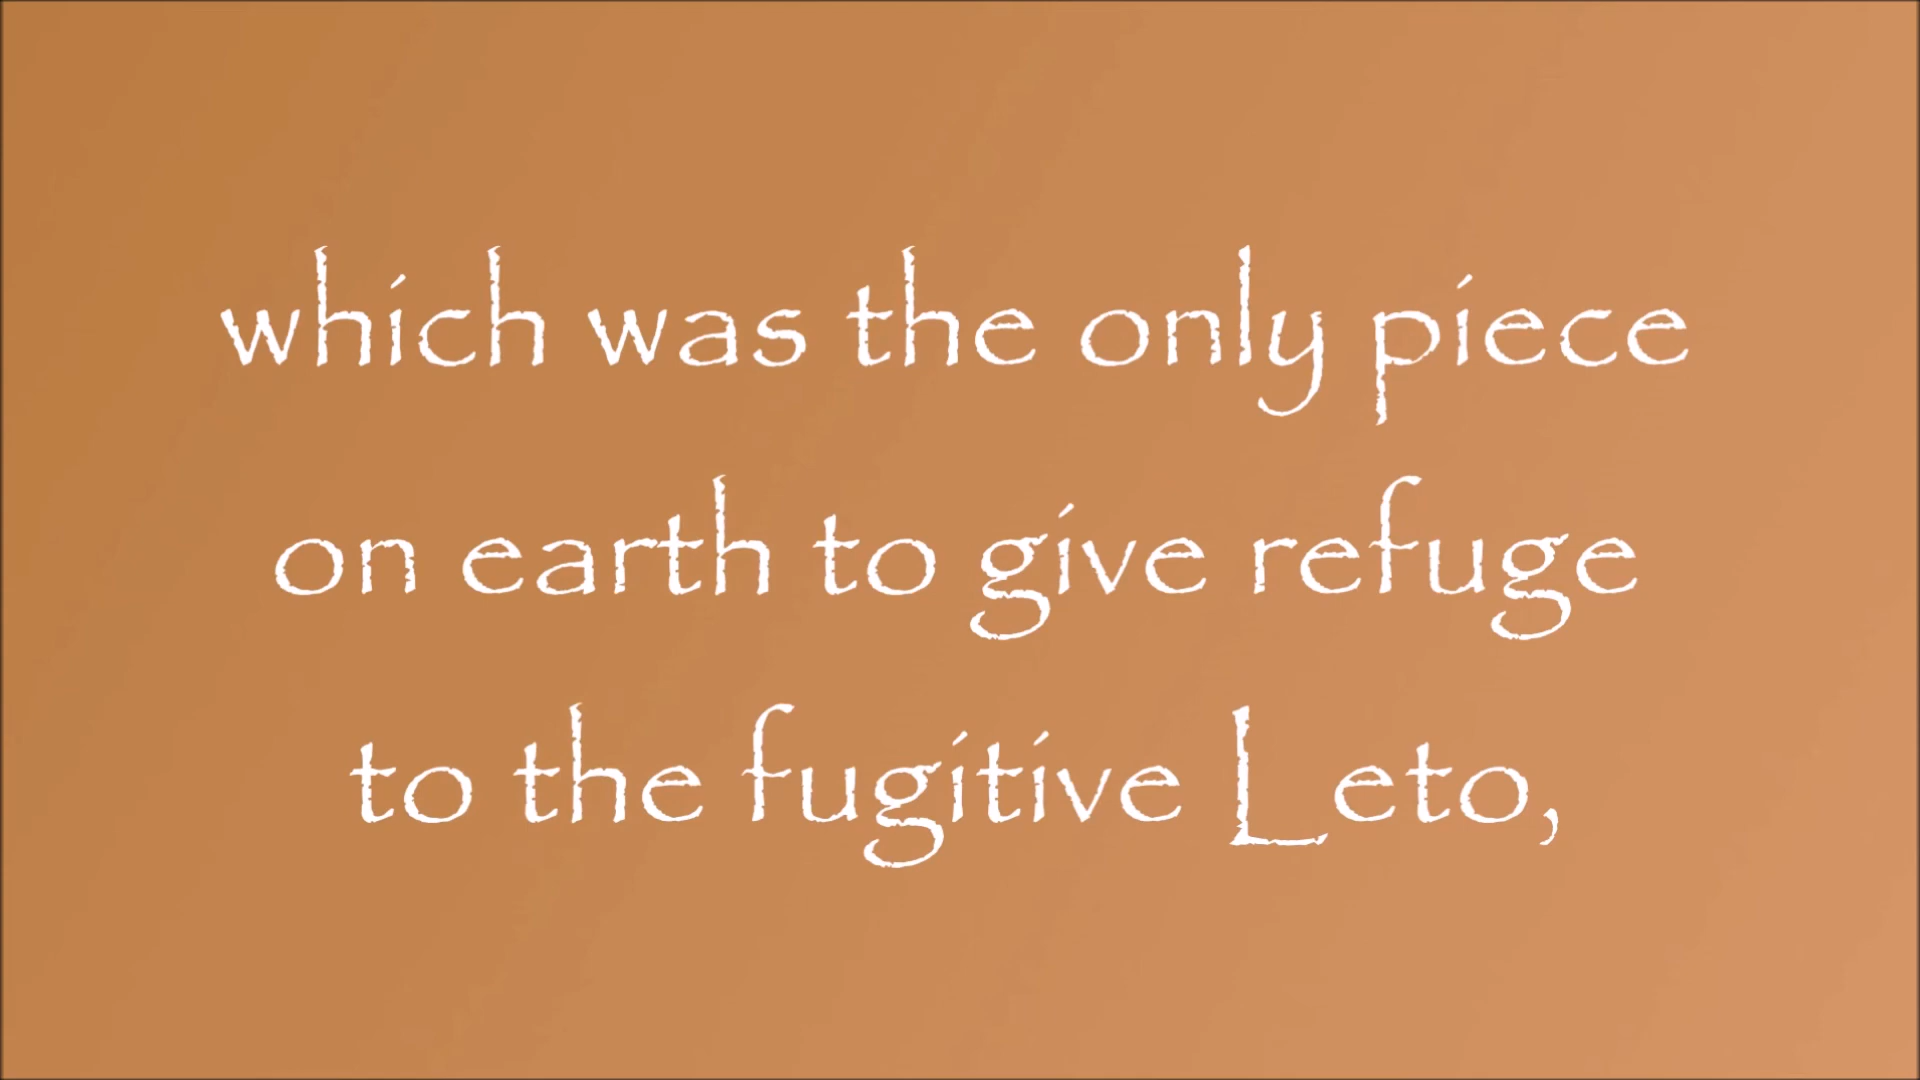 which was the only piece
on earth to give refuge
to the fugitive Leto,